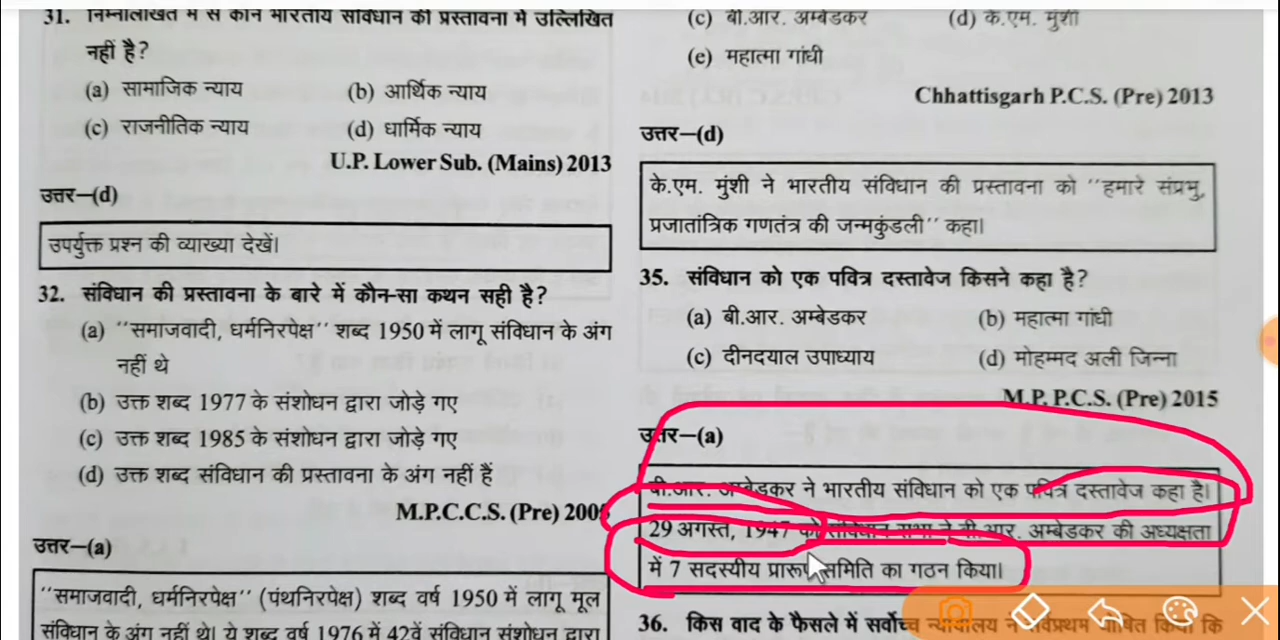 31. निम्नलिखित में से कौन भारतीय संविधान की प्रस्तावना में उल्लिखित
नहीं है?
(a) सामाजिक न्याय (b) आर्थिक न्याय
(c) राजनीतिक न्याय (d) धार्मिक न्याय
U.P. Lower Sub. (Mains) 2013
उत्तर–(d)
उपर्युक्त प्रश्न की व्याख्या देखें।
32. संविधान की प्रस्तावना के बारे में कौन-सा कथन सही है?
(a) ‘‘समाजवादी, धर्मनिरपेक्ष’’ शब्द 1950 में लागू संविधान के अंग
नहीं थे
(b) उक्त शब्द 1977 के संशोधन द्वारा जोड़े गए
(c) उक्त शब्द 1985 के संशोधन द्वारा जोड़े गए
(d) उक्त शब्द संविधान की प्रस्तावना के अंग नहीं हैं
M.P.C.C.S. (Pre)
उत्तर–(a)
‘‘समाजवादी, धर्मनिरपेक्ष’’ (पंथनिरपेक्ष) शब्द वर्ष 1950 में लागू मूल
संविधान के अंग नहीं थे। ये शब्द वर्ष 1976 में 42वें संविधान संशोधन द्वारा
(c) बी.आर. अम्बेडकर (d) के.एम. मुंशी
(e) महात्मा गांधी
Chhattisgarh P.C.S. (Pre) 2013
उत्तर–(d)
के.एम. मुंशी ने भारतीय संविधान की प्रस्तावना को ‘‘हमारे संप्रभु,
प्रजातांत्रिक गणतंत्र की जन्मकुंडली’’ कहा।
35. संविधान को एक पवित्र दस्तावेज किसने कहा है?
(a) बी.आर. अम्बेडकर (b) महात्मा गांधी
(c) दीनदयाल उपाध्याय (d) मोहम्मद अली जिन्ना
M.P. P.C.S. (Pre) 2015
उत्तर–(a)
बी.आर. अम्बेडकर ने भारतीय संविधान को एक पवित्र दस्तावेज कहा है।
29 अगस्त, 1947 को संविधान सभा ने बी.आर. अम्बेडकर की अध्यक्षता
में 7 सदस्यीय प्रारूप समिति का गठन किया।
36. किस वाद के फैसले में सर्वोच्च न्यायालय ने सर्वप्रथम घोषित किया कि